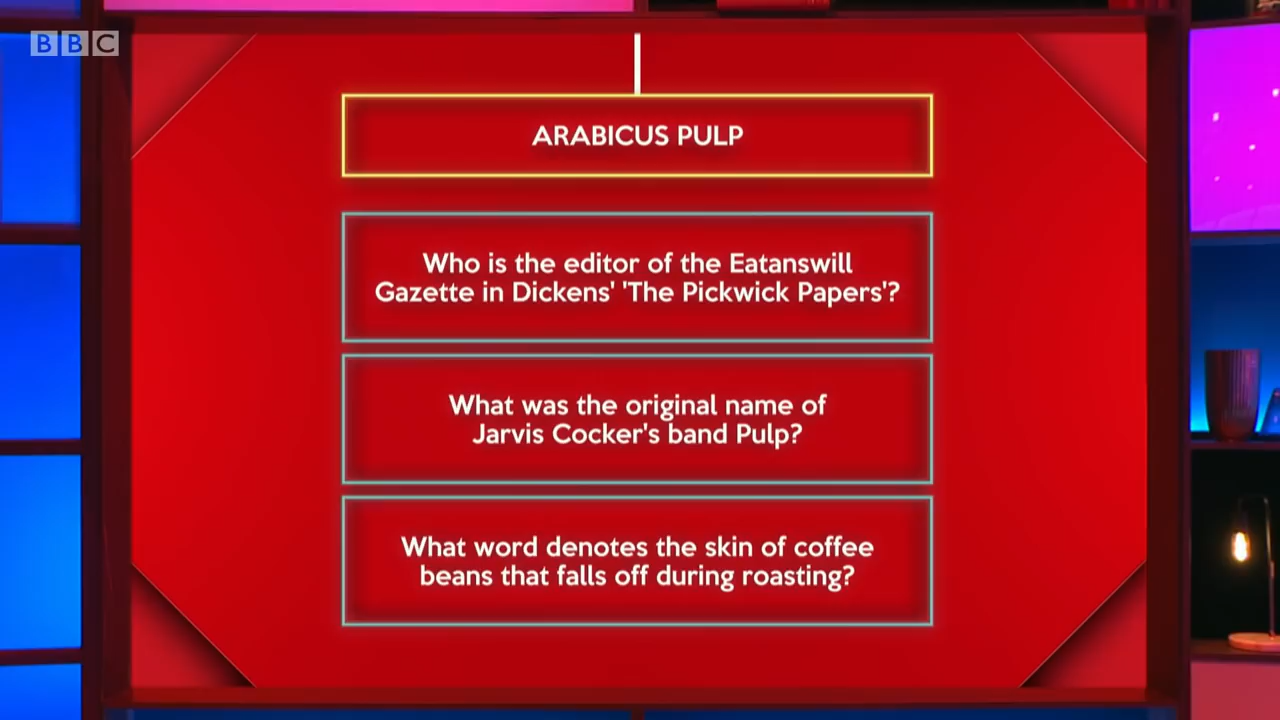 BBC
ARABICUS PULP
Who is the editor of the Eatanswill
Gazette in Dickens' 'The Pickwick Papers'?
What was the original name of
Jarvis Cocker's band Pulp?
What word denotes the skin of coffee
beans that falls off during roasting?